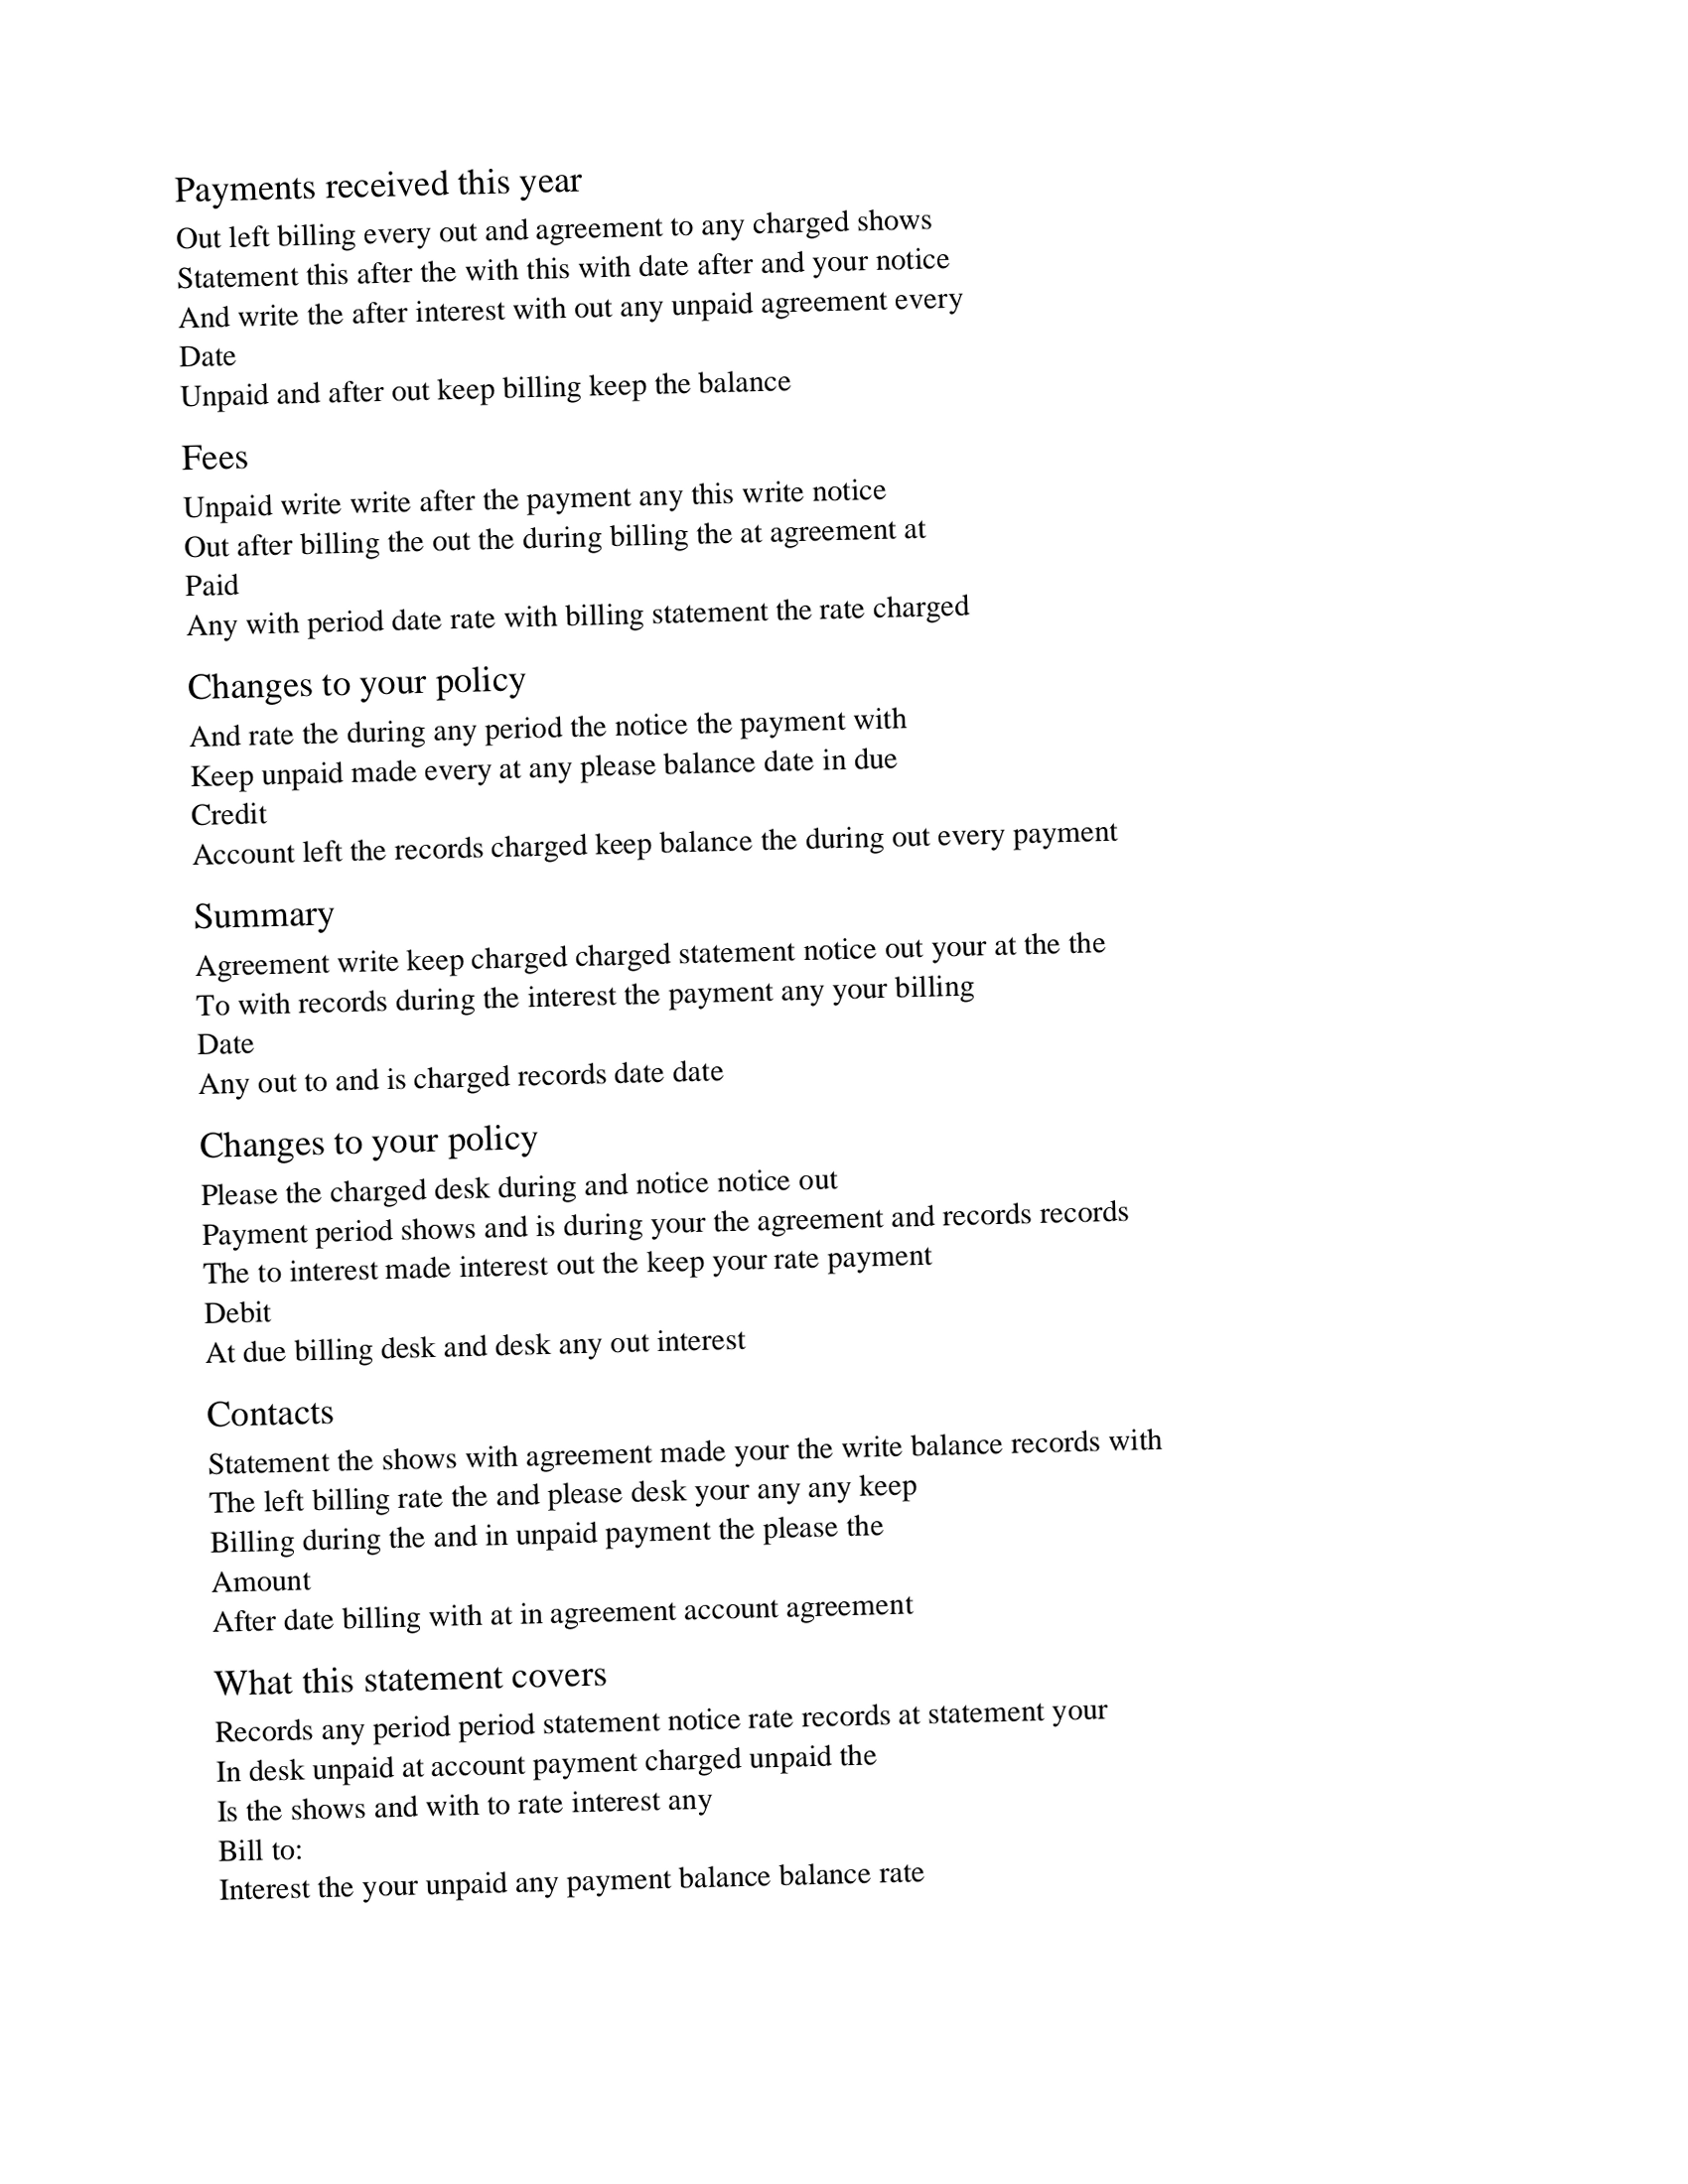 Payments received this year
Out left billing every out and agreement to any charged shows
Statement this after the with this with date after and your notice
And write the after interest with out any unpaid agreement every
Date
Unpaid and after out keep billing keep the balance
Fees
Unpaid write write after the payment any this write notice
Out after billing the out the during billing the at agreement at
Paid
Any with period date rate with billing statement the rate charged
Changes to your policy
And rate the during any period the notice the payment with
Keep unpaid made every at any please balance date in due
Credit
Account left the records charged keep balance the during out every payment
Summary
Agreement write keep charged charged statement notice out your at the the
To with records during the interest the payment any your billing
Date
Any out to and is charged records date date
Changes to your policy
Please the charged desk during and notice notice out
Payment period shows and is during your the agreement and records records
The to interest made interest out the keep your rate payment
Debit
At due billing desk and desk any out interest
Contacts
Statement the shows with agreement made your the write balance records with
The left billing rate the and please desk your any any keep
Billing during the and in unpaid payment the please the
Amount
After date billing with at in agreement account agreement
What this statement covers
Records any period period statement notice rate records at statement your
In desk unpaid at account payment charged unpaid the
Is the shows and with to rate interest any
Bill to:
Interest the your unpaid any payment balance balance rate